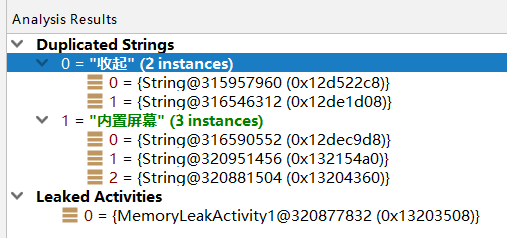 Analysis Results
Duplicated Strings
0 = "收起" (2 instances)
0 = {String@315957960 (0x12d522c8)}
1 = {String@316546312 (0x12de1d08)}
1 = "内置屏幕" (3 instances)
0 = {String@316590552 (0x12dec9d8)}
1 = {String@320951456 (0x132154a0)}
2 = {String@320881504 (0x13204360)}
Leaked Activities
0 = {MemoryLeakActivity1@320877832 (0x13203508)}